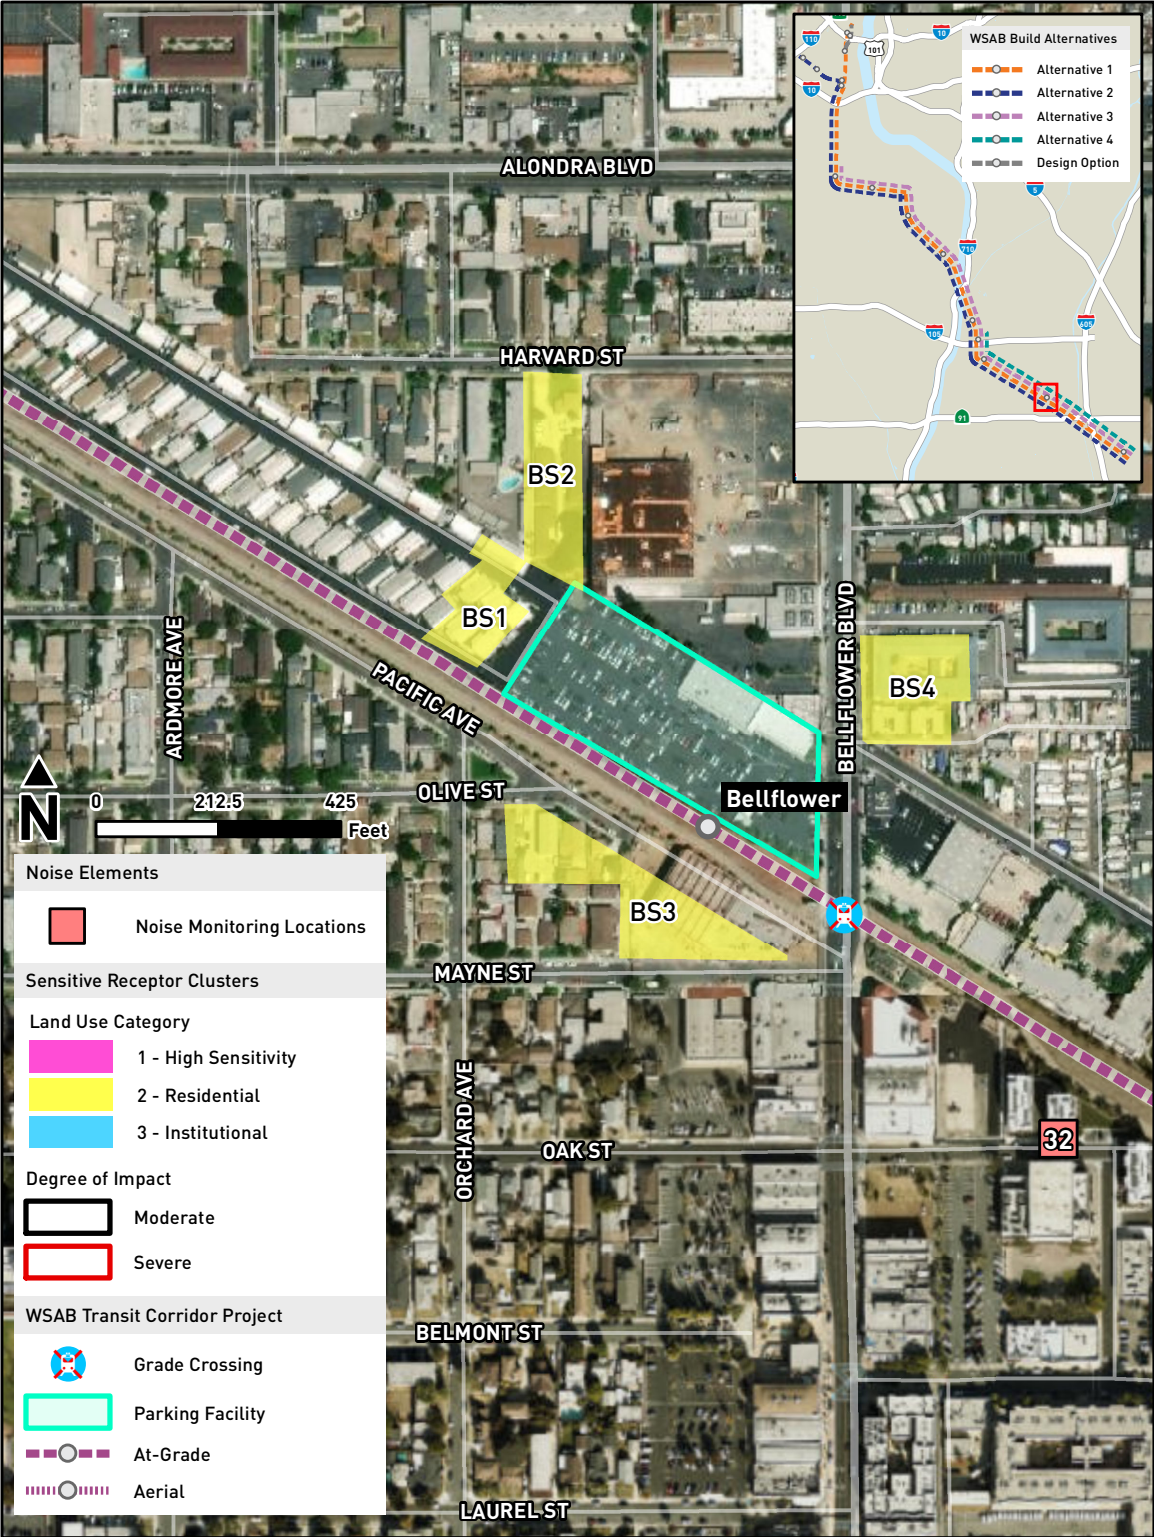 WSAB Build Alternatives
Alternative 1
Alternative 2
Alternative 3
Alternative 4
Design Option
110
10
101
10
5
710
105
605
91
ALONDRA BLVD
HARVARD ST
BS2
BS1
BS4
BELLFLOWER BLVD
ARDMORE AVE
PACIFIC AVE
OLIVE ST
Bellflower
N
0 212.5 425
Feet
BS3
MAYNE ST
ORCHARD AVE
OAK ST
32
BELMONT ST
LAUREL ST
Noise Elements
Noise Monitoring Locations
Sensitive Receptor Clusters
Land Use Category
1 - High Sensitivity
2 - Residential
3 - Institutional
Degree of Impact
Moderate
Severe
WSAB Transit Corridor Project
Grade Crossing
Parking Facility
At-Grade
Aerial